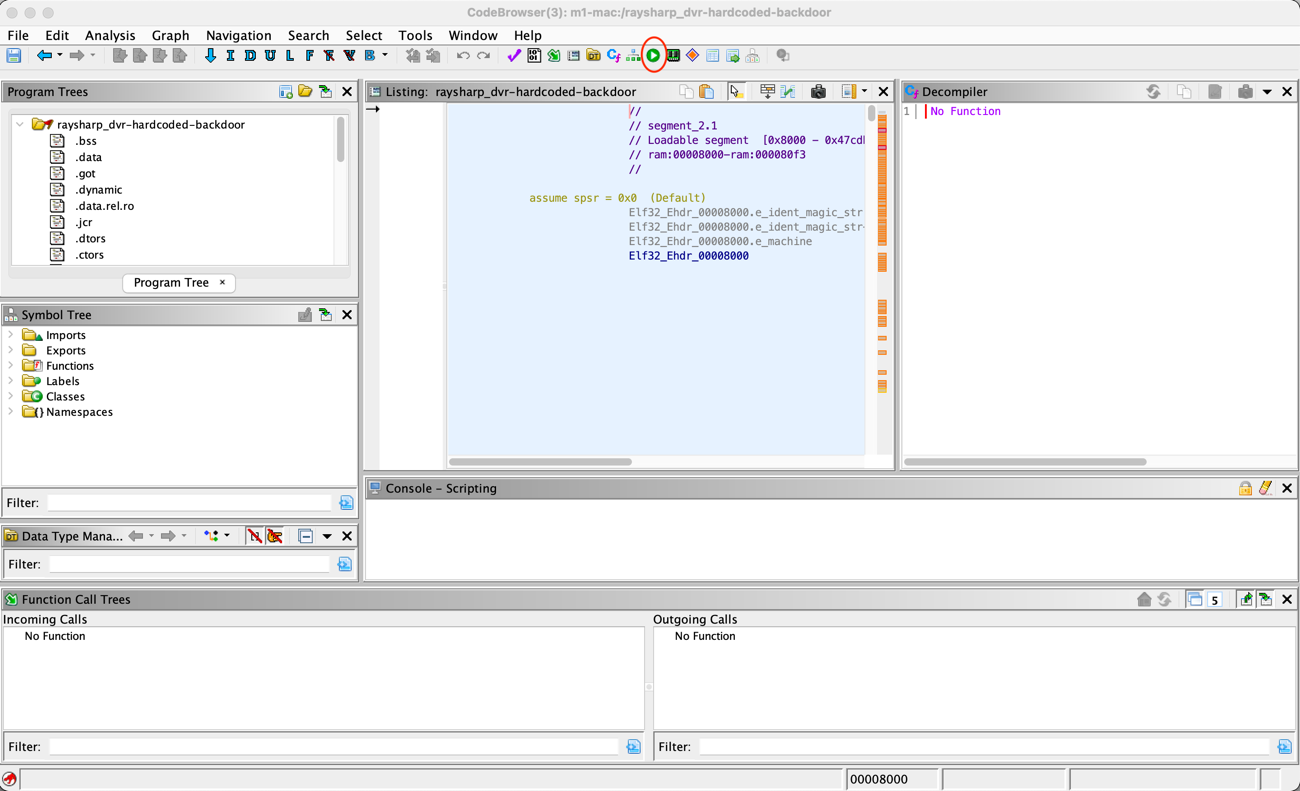 CodeBrowser(3): m1-mac:/raysharp_dvr-hardcoded-backdoor
File Edit Analysis Graph Navigation Search Select Tools Window Help
I D U L F R V B
Program Trees
raysharp_dvr-hardcoded-backdoor
.bss
.data
.got
.dynamic
.data.rel.ro
.jcr
.dtors
.ctors
Program Tree ×
Symbol Tree
Imports
Exports
Functions
Labels
Classes
Namespaces
Filter:
Data Type Mana...
Filter:
Listing: raysharp_dvr-hardcoded-backdoor
//
// segment_2.1
// Loadable segment [0x8000 - 0x47cd
// ram:00008000-ram:000080f3
//
assume spsr = 0x0 (Default)
Elf32_Ehdr_00008000.e_ident_magic_str
Elf32_Ehdr_00008000.e_ident_magic_str
Elf32_Ehdr_00008000.e_machine
Elf32_Ehdr_00008000
Decompiler
1 No Function
Console - Scripting
Function Call Trees
5
Incoming Calls
No Function
Filter:
Outgoing Calls
No Function
Filter:
00008000